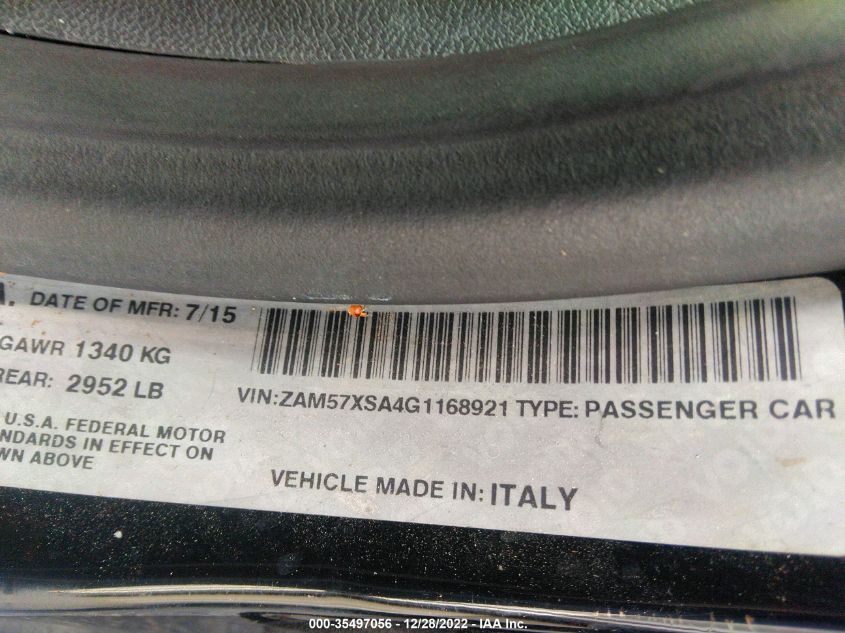 A. DATE OF MFR: 7/15
GAWR 1340 KG
REAR: 2952 LB
VIN:ZAM57XSA4G1168921 TYPE: PASSENGER CAR
U.S.A. FEDERAL MOTOR
NDARDS IN EFFECT ON
WN ABOVE
VEHICLE MADE IN: ITALY
000-35497056 - 12/28/2022 - IAA Inc.